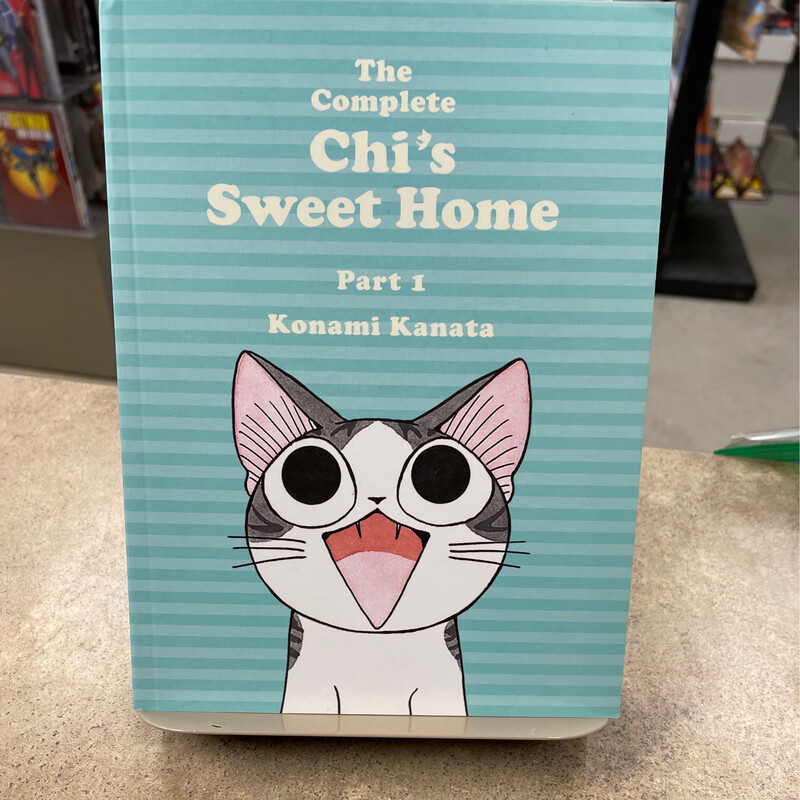 The
Complete
Chi's
Sweet Home
Part 1
Konami Kanata